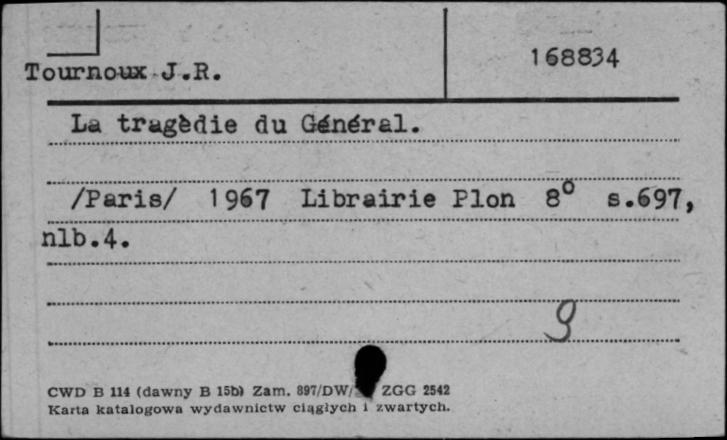 Tournoux J.R.
168834
La tragèdie du Général.
/Paris/ 1967 Librairie Plon 8° s.697,
nlb.4.
9
CWD B 114 (dawny B 15b) Zam. 897/DW/ ZGG 2542
Karta katalogowa wydawnictw ciągłych i zwartych.